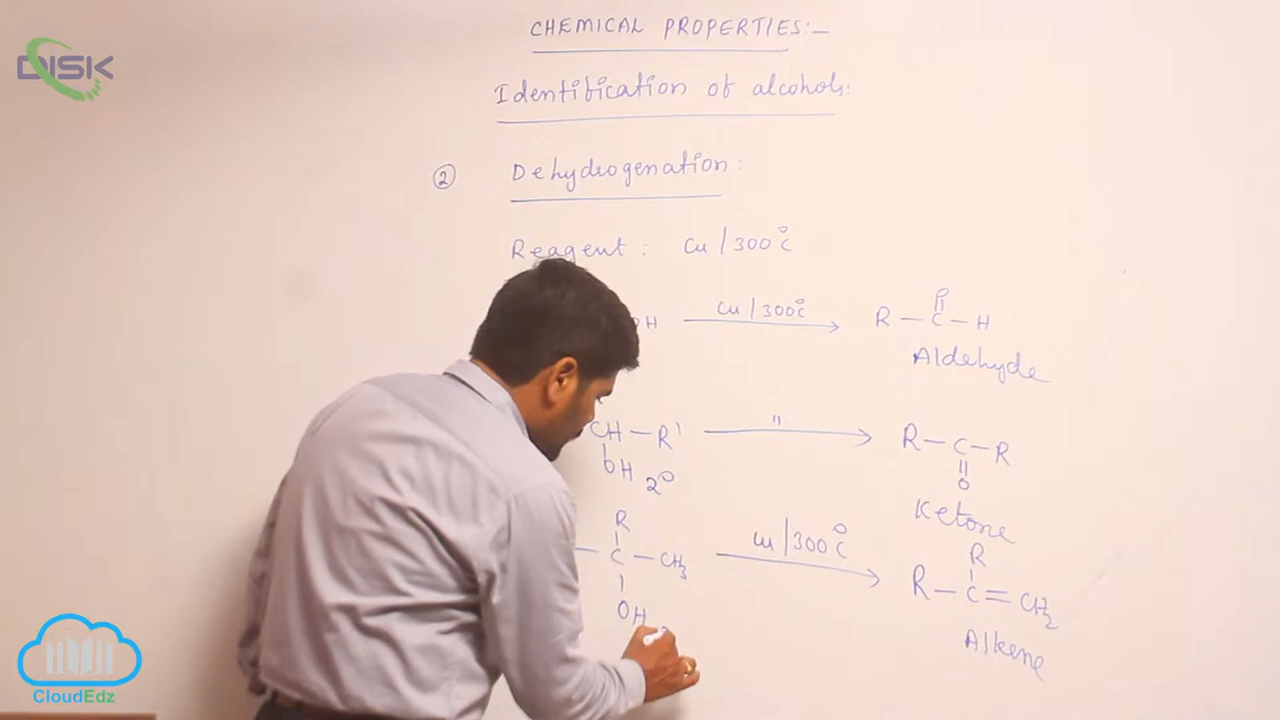 CHEMICAL PROPERTIES:-
DISK
Identification of alcohols:
② Dehydrogenation:
Reagent: Cu/300°C
OH Cu/300°C R-C-H
O
Aldehyde
CH-R' " R-C-R
OH 2° O
Ketone
R Cu/300°C R
C-CH3 R-C=CH2
OH
Alkene
CloudEdz